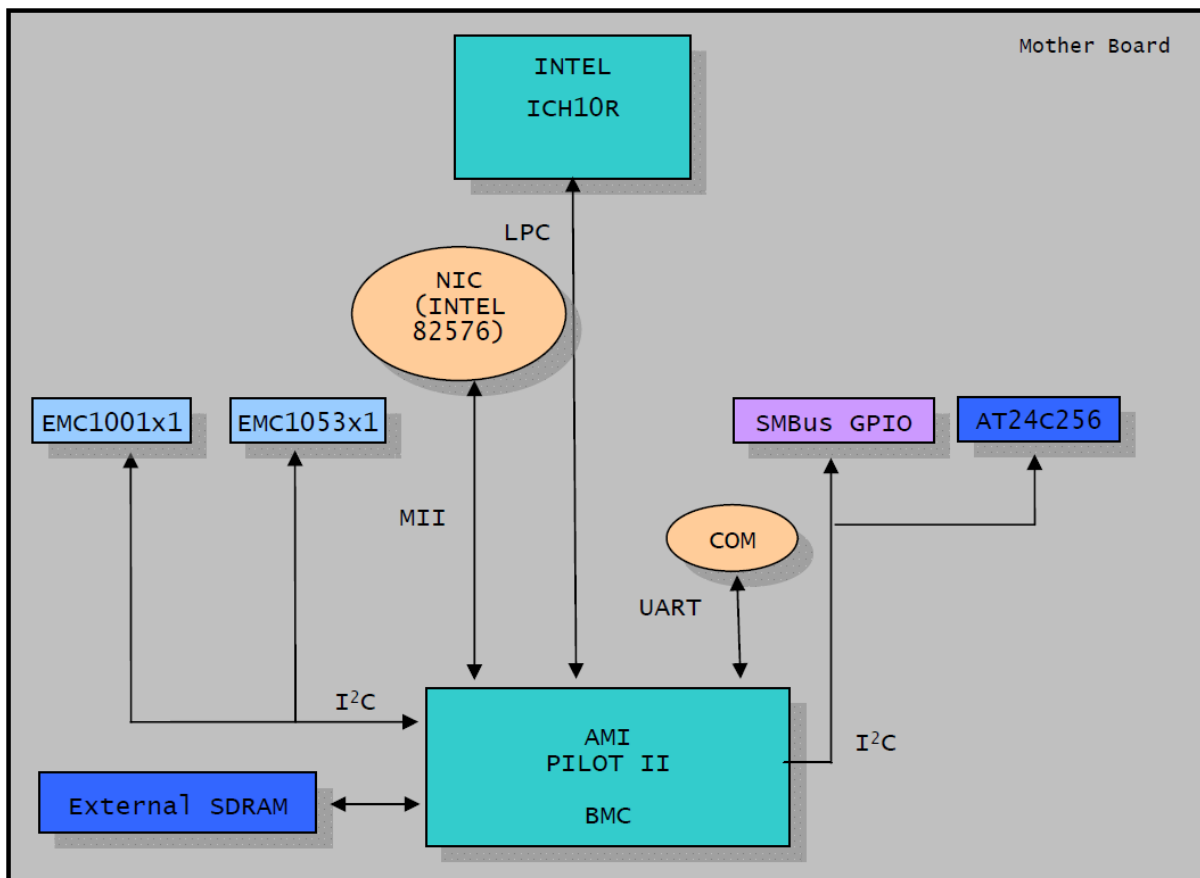 Mother Board
INTEL
ICH10R
LPC
NIC
(INTEL
82576)
EMC1001x1
EMC1053x1
SMBus GPIO
AT24C256
MII
COM
UART
I²C
AMI
PILOT II
BMC
I²C
External SDRAM